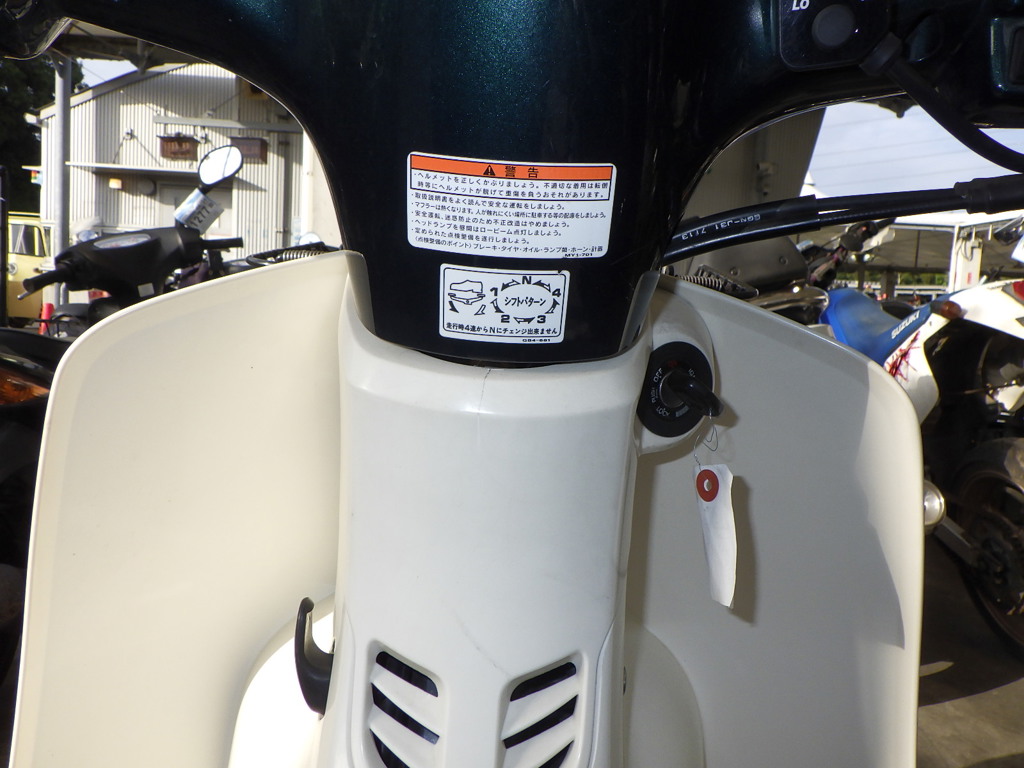 Lo
⚠警告
・ヘルメットを正しくかぶりましょう。不適切な着用は転倒
時等にヘルメットが脱げて重傷を負うおそれがあります。
・取扱説明書をよく読んで安全な運転をしましょう。
・マフラーは熱くなります。人が触れにくい場所に駐車する等の配慮をしましょう。
・安全運転、迷惑防止のため不正改造はやめましょう。
・ヘッドランプを昼間はロービーム点灯しましょう。
・定められた点検整備を遂行しましょう。
(点検整備のポイント) ブレーキ・タイヤ・オイル・ランプ類・ホーン・計器
MY1-701
N
1 シフトパターン 4
2 3
走行時4速からNにチェンジ出来ません
GB4-681
OFF
SUZUKI